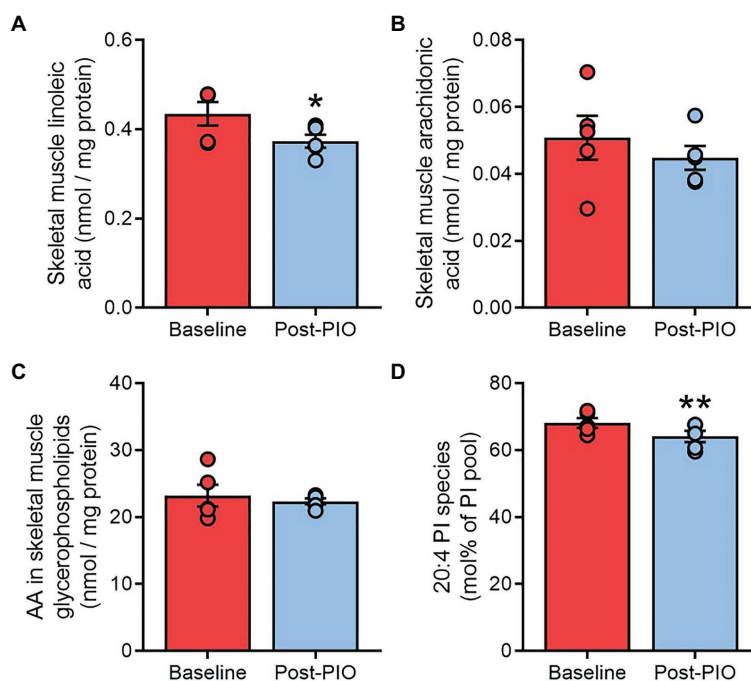 A
Skeletal muscle linoleic
acid (nmol / mg protein)
0.6
0.4
0.2
0.0
*
Baseline
Post-PIO
B
Skeletal muscle arachidonic
acid (nmol / mg protein)
0.08
0.06
0.04
0.02
0.00
Baseline
Post-PIO
C
AA in skeletal muscle
glycerophospholipids
(nmol / mg protein)
40
30
20
10
0
Baseline
Post-PIO
D
20:4 PI species
(mol% of PI pool)
80
60
40
20
0
**
Baseline
Post-PIO